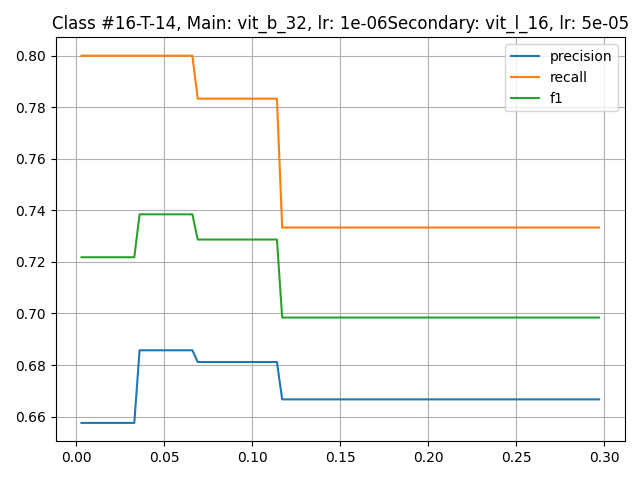 Class #16-T-14, Main: vit_b_32, lr: 1e-06Secondary: vit_l_16, lr: 5e-05
precision
recall
f1
0.80
0.78
0.76
0.74
0.72
0.70
0.68
0.66
0.00 0.05 0.10 0.15 0.20 0.25 0.30